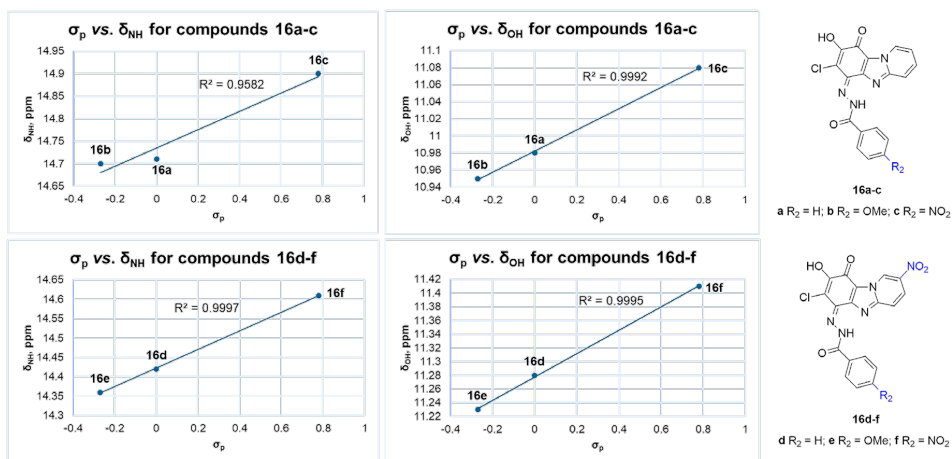 σp vs. δNH for compounds 16a-c
14.95
14.9
14.85
14.8
14.75
14.7
14.65
δNH, ppm
R² = 0.9582
16c
16b
16a
-0.4 -0.2 0 0.2 0.4 0.6 0.8 1
σp
σp vs. δOH for compounds 16a-c
11.1
11.08
11.06
11.04
11.02
11
10.98
10.96
10.94
δOH, ppm
R² = 0.9992
16c
16a
16b
-0.4 -0.2 0 0.2 0.4 0.6 0.8 1
σp
O
HO
N
Cl
N
N
NH
O
R₂
16a-c
a R₂ = H; b R₂ = OMe; c R₂ = NO₂
σp vs. δNH for compounds 16d-f
14.65
14.6
14.55
14.5
14.45
14.4
14.35
14.3
δNH, ppm
R² = 0.9997
16f
16d
16e
-0.4 -0.2 0 0.2 0.4 0.6 0.8 1
σp
σp vs. δOH for compounds 16d-f
11.42
11.4
11.38
11.36
11.34
11.32
11.3
11.28
11.26
11.24
11.22
δOH, ppm
R² = 0.9995
16f
16d
16e
-0.4 -0.2 0 0.2 0.4 0.6 0.8 1
σp
NO₂
O
HO
N
Cl
N
N
NH
O
R₂
16d-f
d R₂ = H; e R₂ = OMe; f R₂ = NO₂